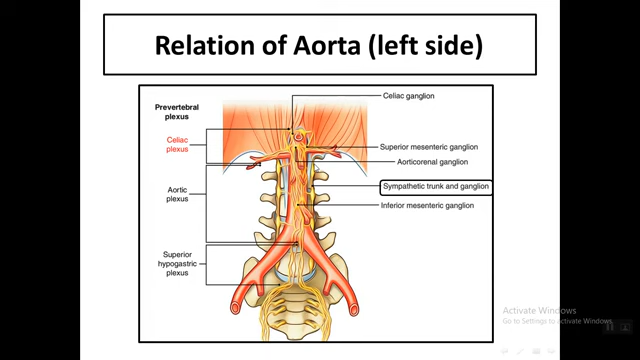 Relation of Aorta (left side)
Celiac ganglion
Prevertebral
plexus
Celiac
plexus
Superior mesenteric ganglion
Aorticorenal ganglion
Sympathetic trunk and ganglion
Aortic
plexus
Inferior mesenteric ganglion
Superior
hypogastric
plexus
Activate Windows
Go to Settings to activate Windows.